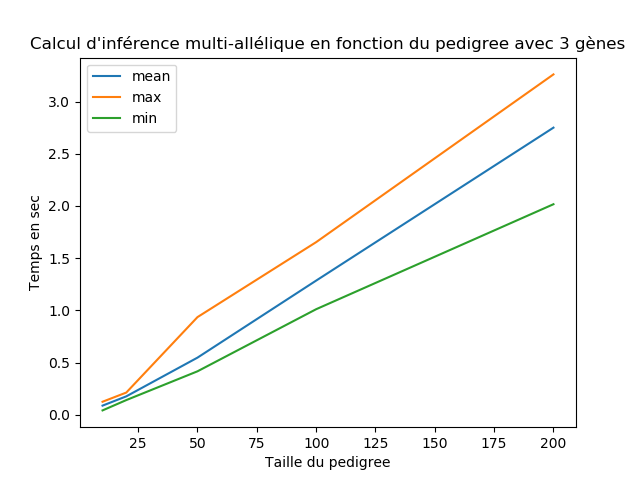 Calcul d'inférence multi-allélique en fonction du pedigree avec 3 gènes
mean
max
min
3.0
2.5
2.0
1.5
1.0
0.5
0.0
Temps en sec
25 50 75 100 125 150 175 200
Taille du pedigree